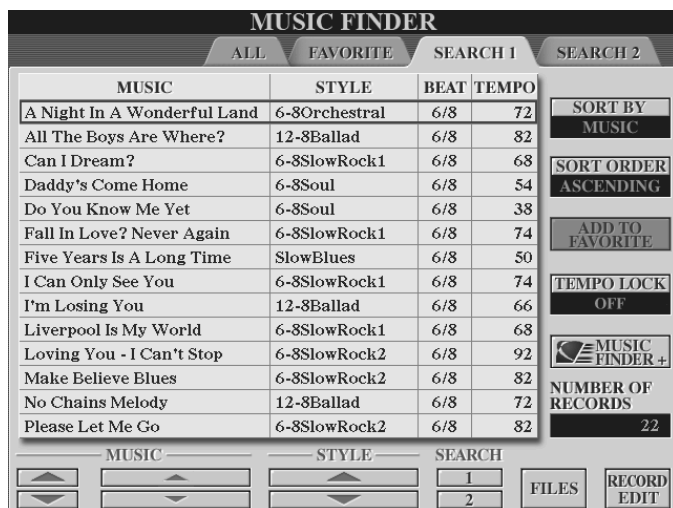 MUSIC FINDER
ALL FAVORITE SEARCH 1 SEARCH 2
MUSIC STYLE BEAT TEMPO
A Night In A Wonderful Land 6-8Orchestral 6/8 72
All The Boys Are Where? 12-8Ballad 6/8 82
Can I Dream? 6-8SlowRock1 6/8 68
Daddy's Come Home 6-8Soul 6/8 54
Do You Know Me Yet 6-8Soul 6/8 38
Fall In Love? Never Again 6-8SlowRock1 6/8 74
Five Years Is A Long Time SlowBlues 6/8 50
I Can Only See You 6-8SlowRock1 6/8 74
I'm Losing You 12-8Ballad 6/8 66
Liverpool Is My World 6-8SlowRock1 6/8 68
Loving You - I Can't Stop 6-8SlowRock2 6/8 92
Make Believe Blues 6-8SlowRock2 6/8 82
No Chains Melody 12-8Ballad 6/8 72
Please Let Me Go 6-8SlowRock2 6/8 82
SORT BY
MUSIC
SORT ORDER
ASCENDING
ADD TO
FAVORITE
TEMPO LOCK
OFF
MUSIC
FINDER +
NUMBER OF
RECORDS
22
MUSIC STYLE SEARCH
1
2
FILES
RECORD
EDIT